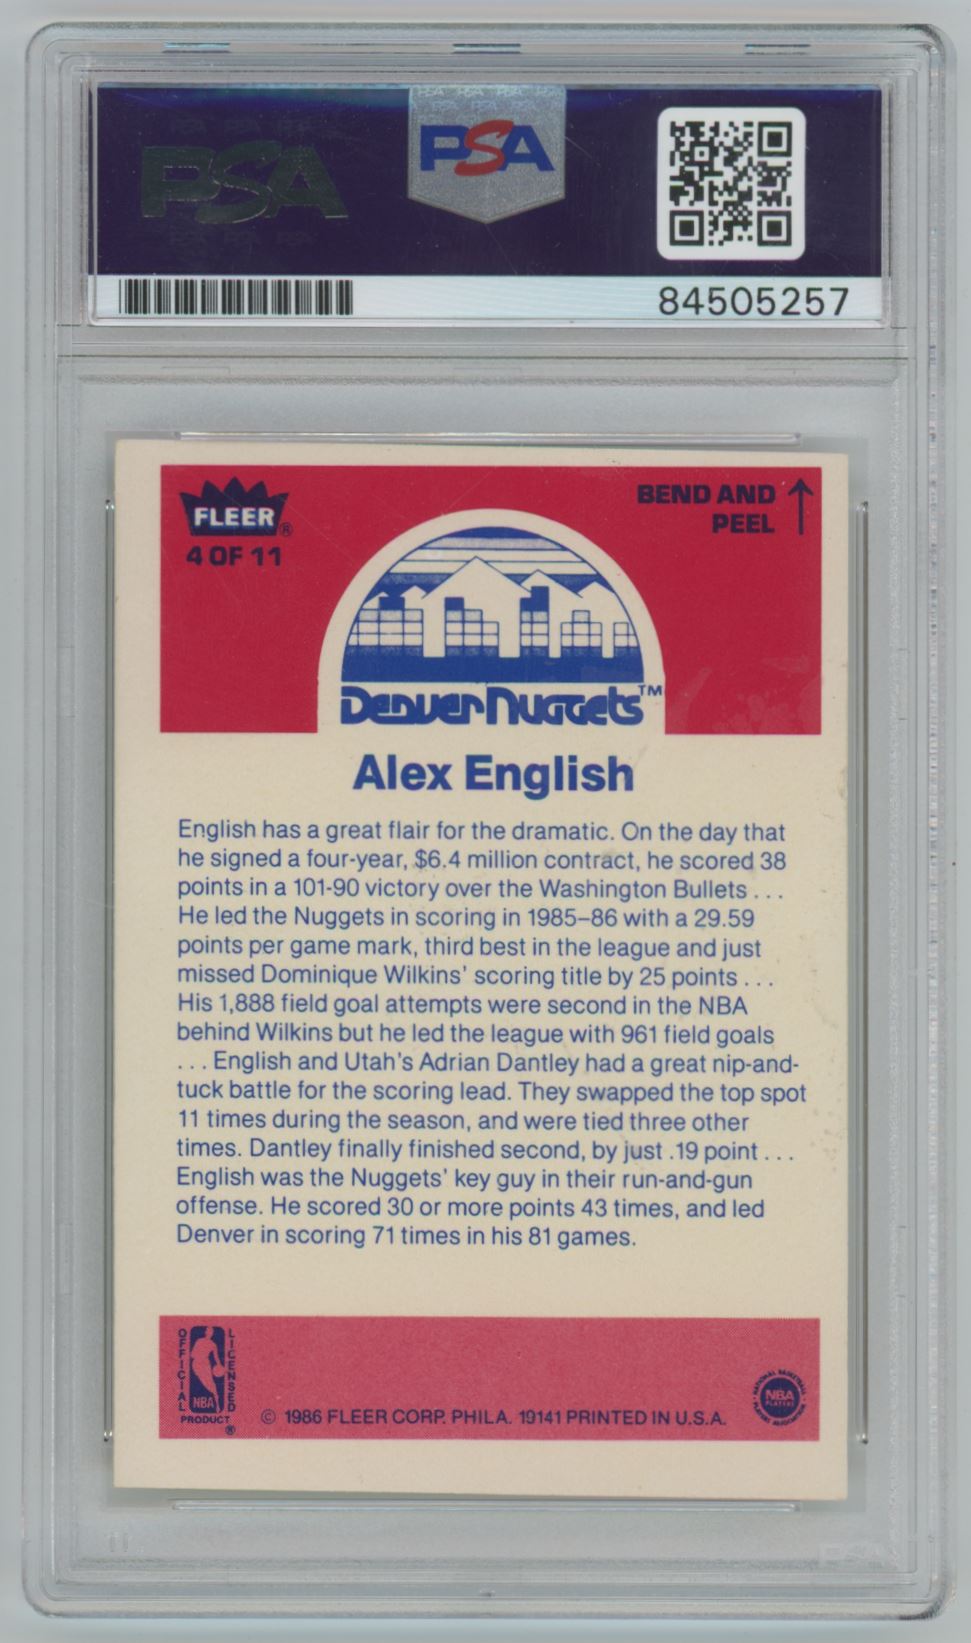 PSA
PSA
84505257
FLEER®
4 OF 11
BEND AND
PEEL
Denver Nuggets™
Alex English
English has a great flair for the dramatic. On the day that
he signed a four-year, $6.4 million contract, he scored 38
points in a 101-90 victory over the Washington Bullets . . .
He led the Nuggets in scoring in 1985–86 with a 29.59
points per game mark, third best in the league and just
missed Dominique Wilkins' scoring title by 25 points . . .
His 1,888 field goal attempts were second in the NBA
behind Wilkins but he led the league with 961 field goals
. . . English and Utah's Adrian Dantley had a great nip-and-
tuck battle for the scoring lead. They swapped the top spot
11 times during the season, and were tied three other
times. Dantley finally finished second, by just .19 point . . .
English was the Nuggets' key guy in their run-and-gun
offense. He scored 30 or more points 43 times, and led
Denver in scoring 71 times in his 81 games.
OFFICIAL
LICENSED
NBA
PRODUCT
®
© 1986 FLEER CORP. PHILA. 19141 PRINTED IN U.S.A.
NATIONAL BASKETBALL
NBA
PLAYERS
PLAYERS ASSOCIATION
PSA